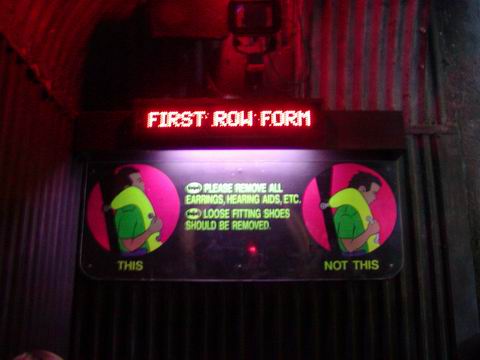 FIRST ROW FORM
PLEASE REMOVE ALL
EARRINGS, HEARING AIDS, ETC.
LOOSE FITTING SHOES
SHOULD BE REMOVED.
THIS
NOT THIS